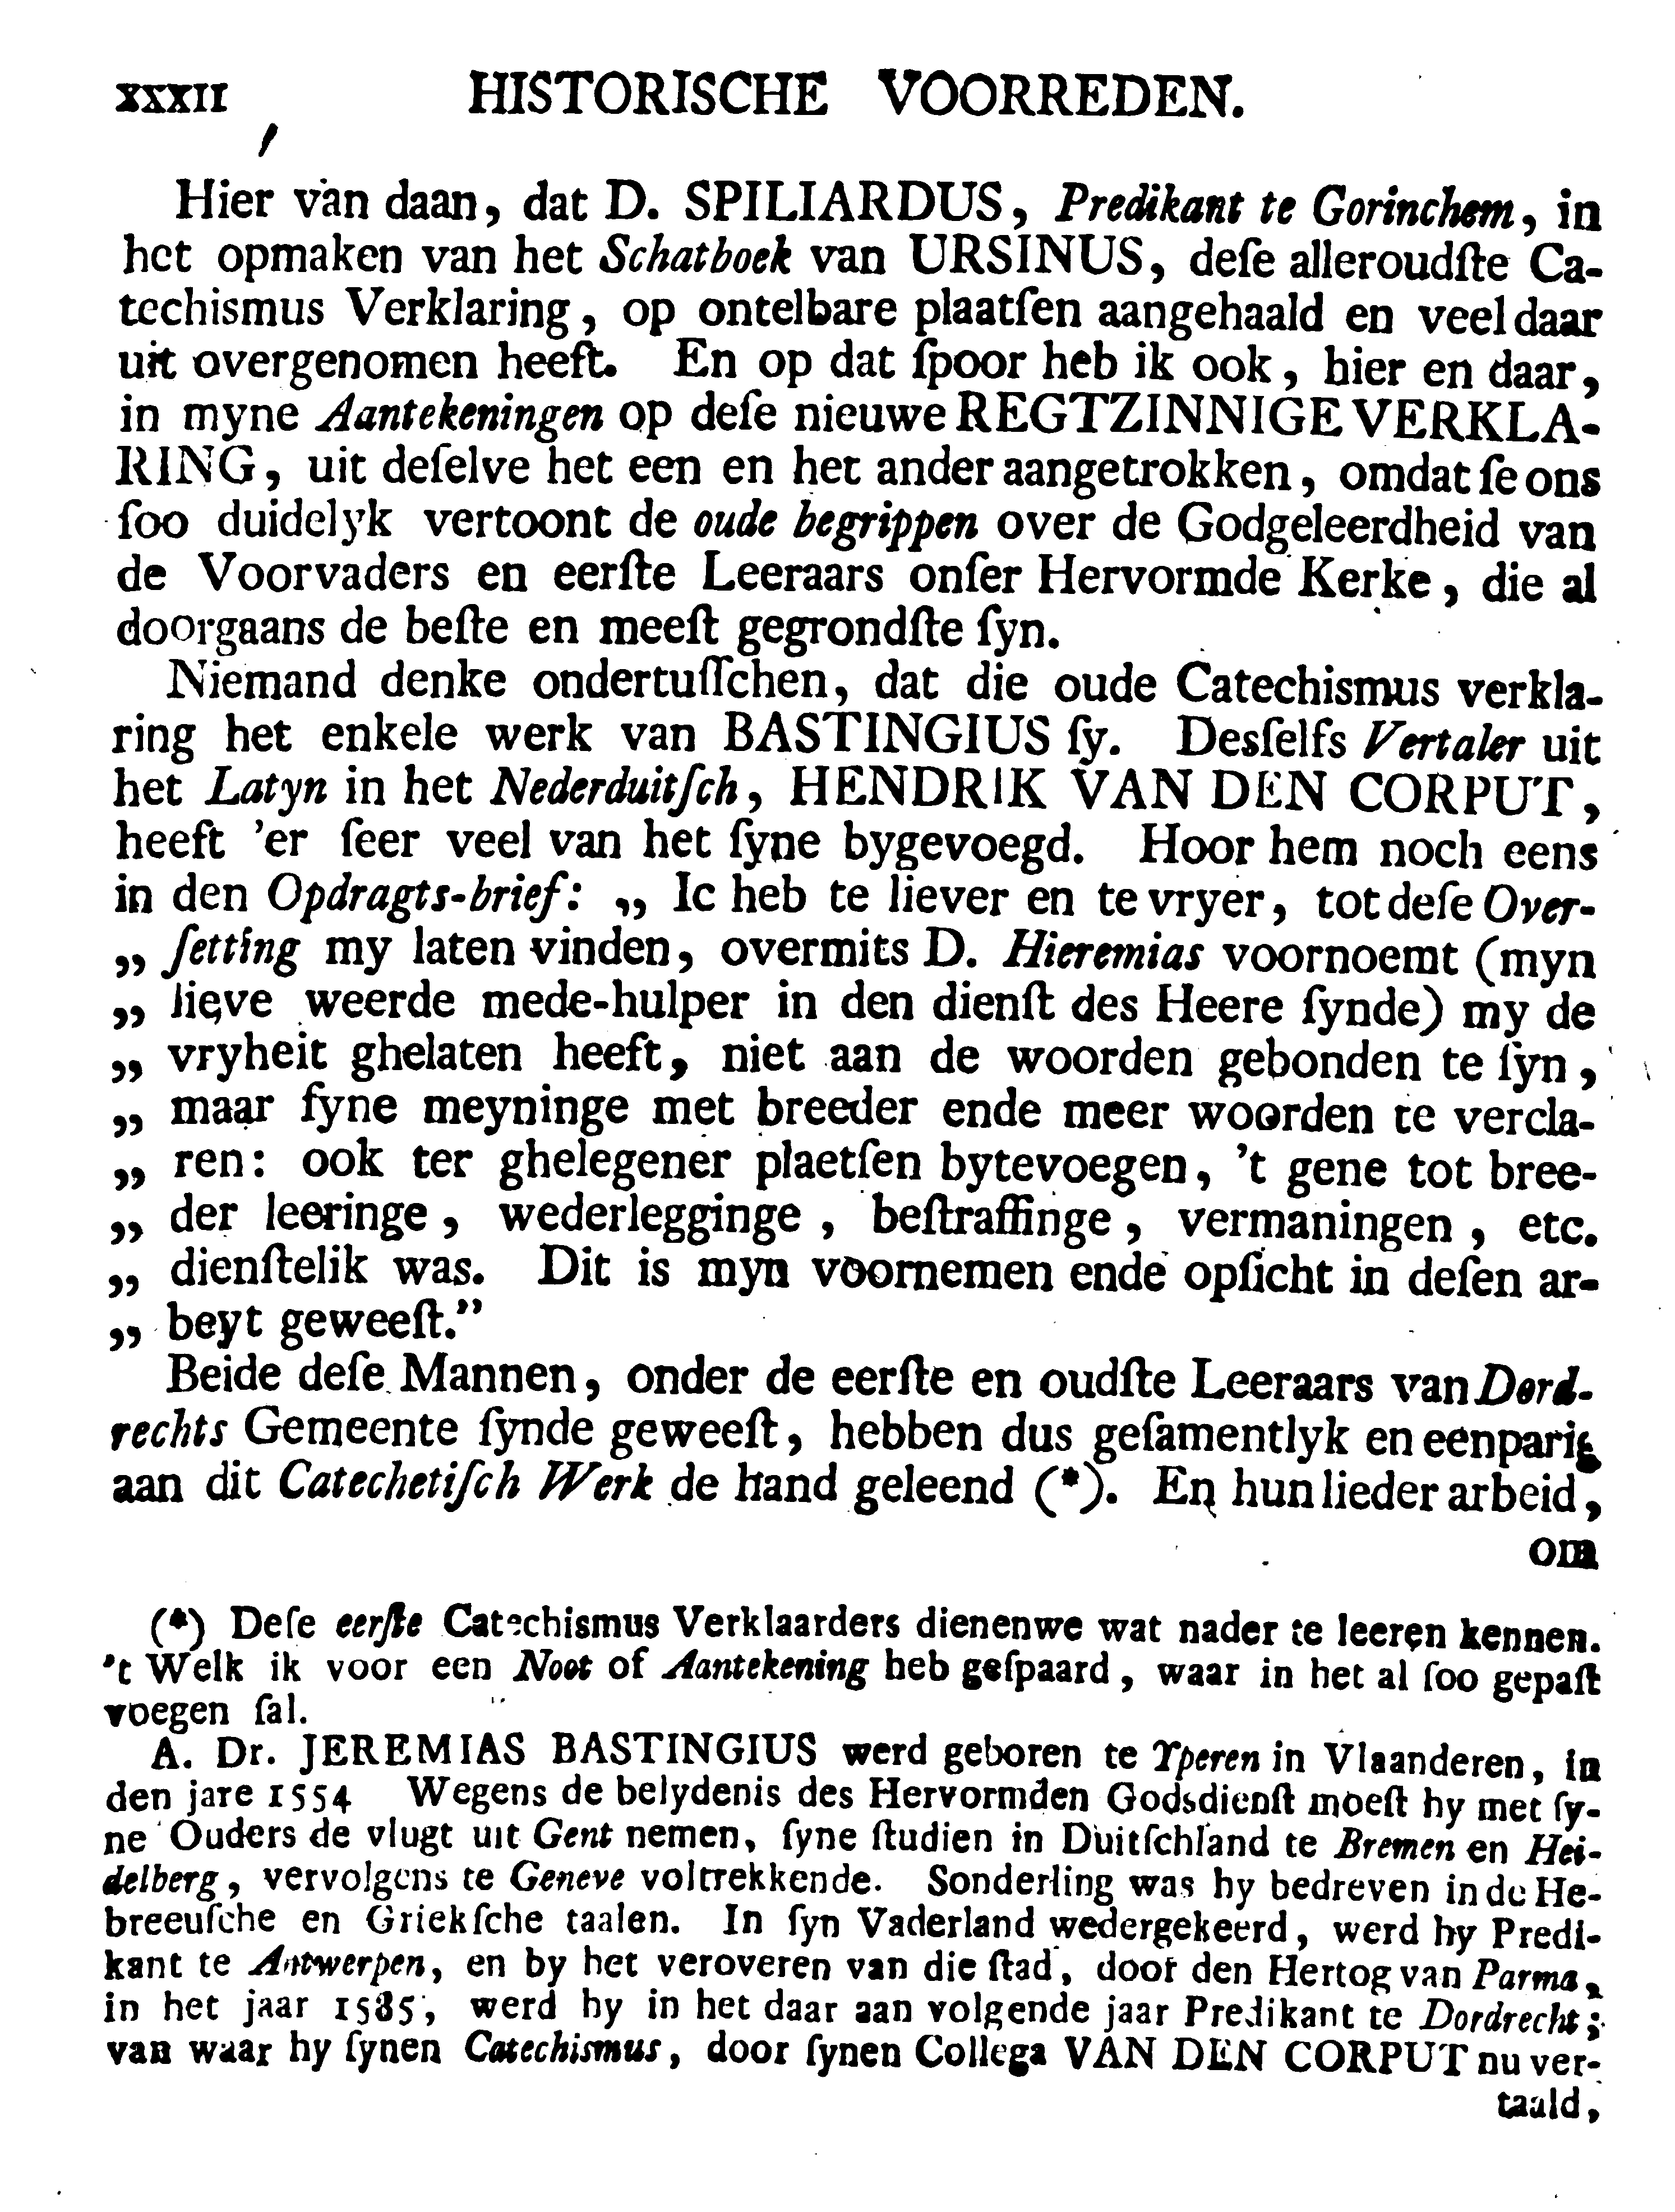 XXXII HISTORISCHE VOORREDEN.
Hier van daan, dat D. SPILIARDUS, Predikant te Gorinchem, in
het opmaken van het Schatboek van URSINUS, deſe alleroudſte Ca-
techismus Verklaring, op ontelbare plaatſen aangehaald en veel daar
uit overgenomen heeft. En op dat ſpoor heb ik ook, hier en daar,
in myne Aantekeningen op deſe nieuwe REGTZINNIGE VERKLA-
RING, uit deſelve het een en het ander aangetrokken, omdat ſe ons
ſoo duidelyk vertoont de oude begrippen over de Godgeleerdheid van
de Voorvaders en eerſte Leeraars onſer Hervormde Kerke, die al
doorgaans de beſte en meeſt gegrondſte ſyn.
Niemand denke ondertuſſchen, dat die oude Catechismus verkla-
ring het enkele werk van BASTINGIUS ſy. Desſelfs Vertaler uit
het Latyn in het Nederduitſch, HENDRIK VAN DEN CORPUT,
heeft 'er ſeer veel van het ſyne bygevoegd. Hoor hem noch eens
in den Opdragts-brief: „ Ic heb te liever en te vryer, tot deſe Over-
„ ſetting my laten vinden, overmits D. Hieremias voornoemt (myn
„ lieve weerde mede-hulper in den dienſt des Heere ſynde) my de
„ vryheit ghelaten heeft, niet aan de woorden gebonden te ſyn,
„ maar ſyne meyninge met breeder ende meer woorden te vercla-
„ ren: ook ter ghelegener plaetſen bytevoegen, 't gene tot bree-
„ der leeringe, wederlegginge, beſtraffinge, vermaningen, etc.
„ dienſtelik was. Dit is myn voornemen ende opſicht in deſen ar-
„ beyt geweeſt."
Beide deſe Mannen, onder de eerſte en oudſte Leeraars van Dord-
rechts Gemeente ſynde geweeſt, hebben dus geſamentlyk en eenparig
aan dit Catechetiſch Werk de hand geleend (*). En hun lieder arbeid,
om
(*) Deſe eerſte Catechismus Verklaarders dienen we wat nader te leeren kennen.
't Welk ik voor een Noot of Aantekening heb geſpaard, waar in het al ſoo gepaſt
voegen ſal.
A. Dr. JEREMIAS BASTINGIUS werd geboren te Yperen in Vlaanderen, in
den jare 1554 Wegens de belydenis des Hervormden Godsdienſt moeſt hy met ſy-
ne Ouders de vlugt uit Gent nemen, ſyne ſtudien in Duitſchland te Bremen en Hei-
delberg, vervolgens te Geneve voltrekkende. Sonderling was hy bedreven in de He-
breeuſche en Griekſche taalen. In ſyn Vaderland wedergekeerd, werd hy Predi-
kant te Antwerpen, en by het veroveren van die ſtad, door den Hertog van Parma,
in het jaar 1585, werd hy in het daar aan volgende jaar Predikant te Dordrecht;
van waar hy ſynen Catechismus, door ſynen Collega VAN DEN CORPUT nu ver-
taald,